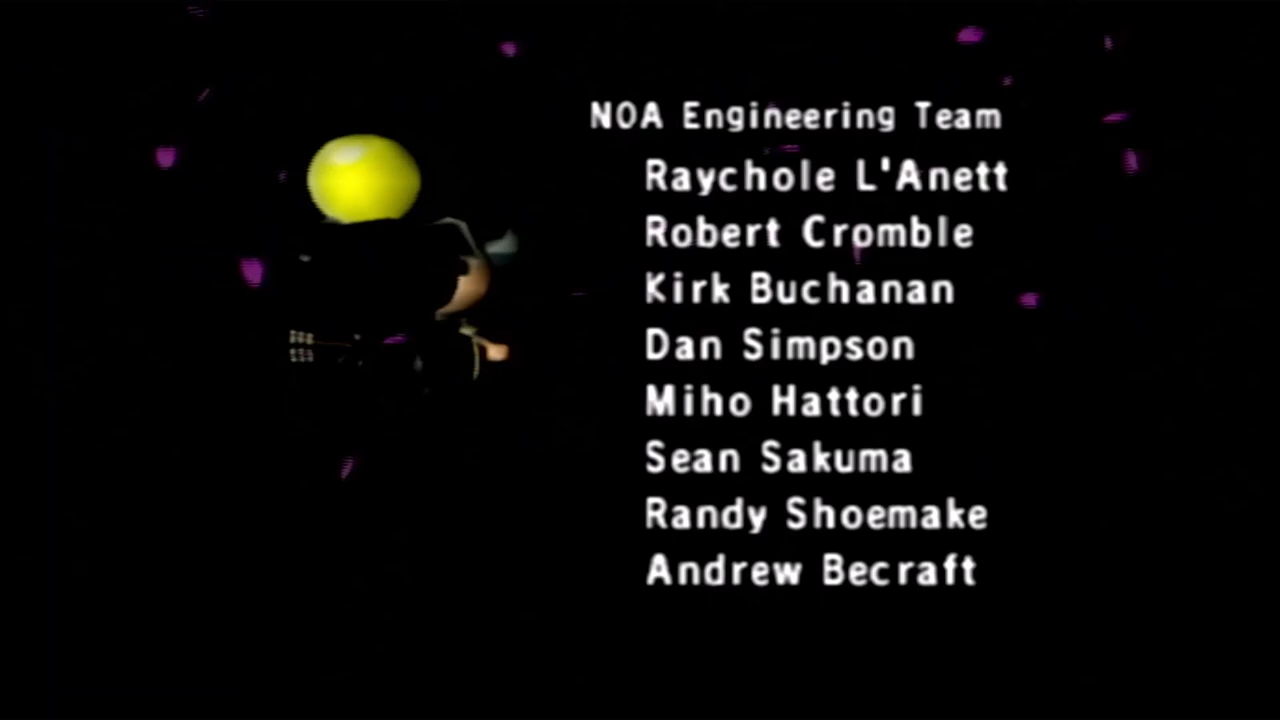 NOA Engineering Team
Raychole L'Anett
Robert Cromble
Kirk Buchanan
Dan Simpson
Miho Hattori
Sean Sakuma
Randy Shoemake
Andrew Becraft